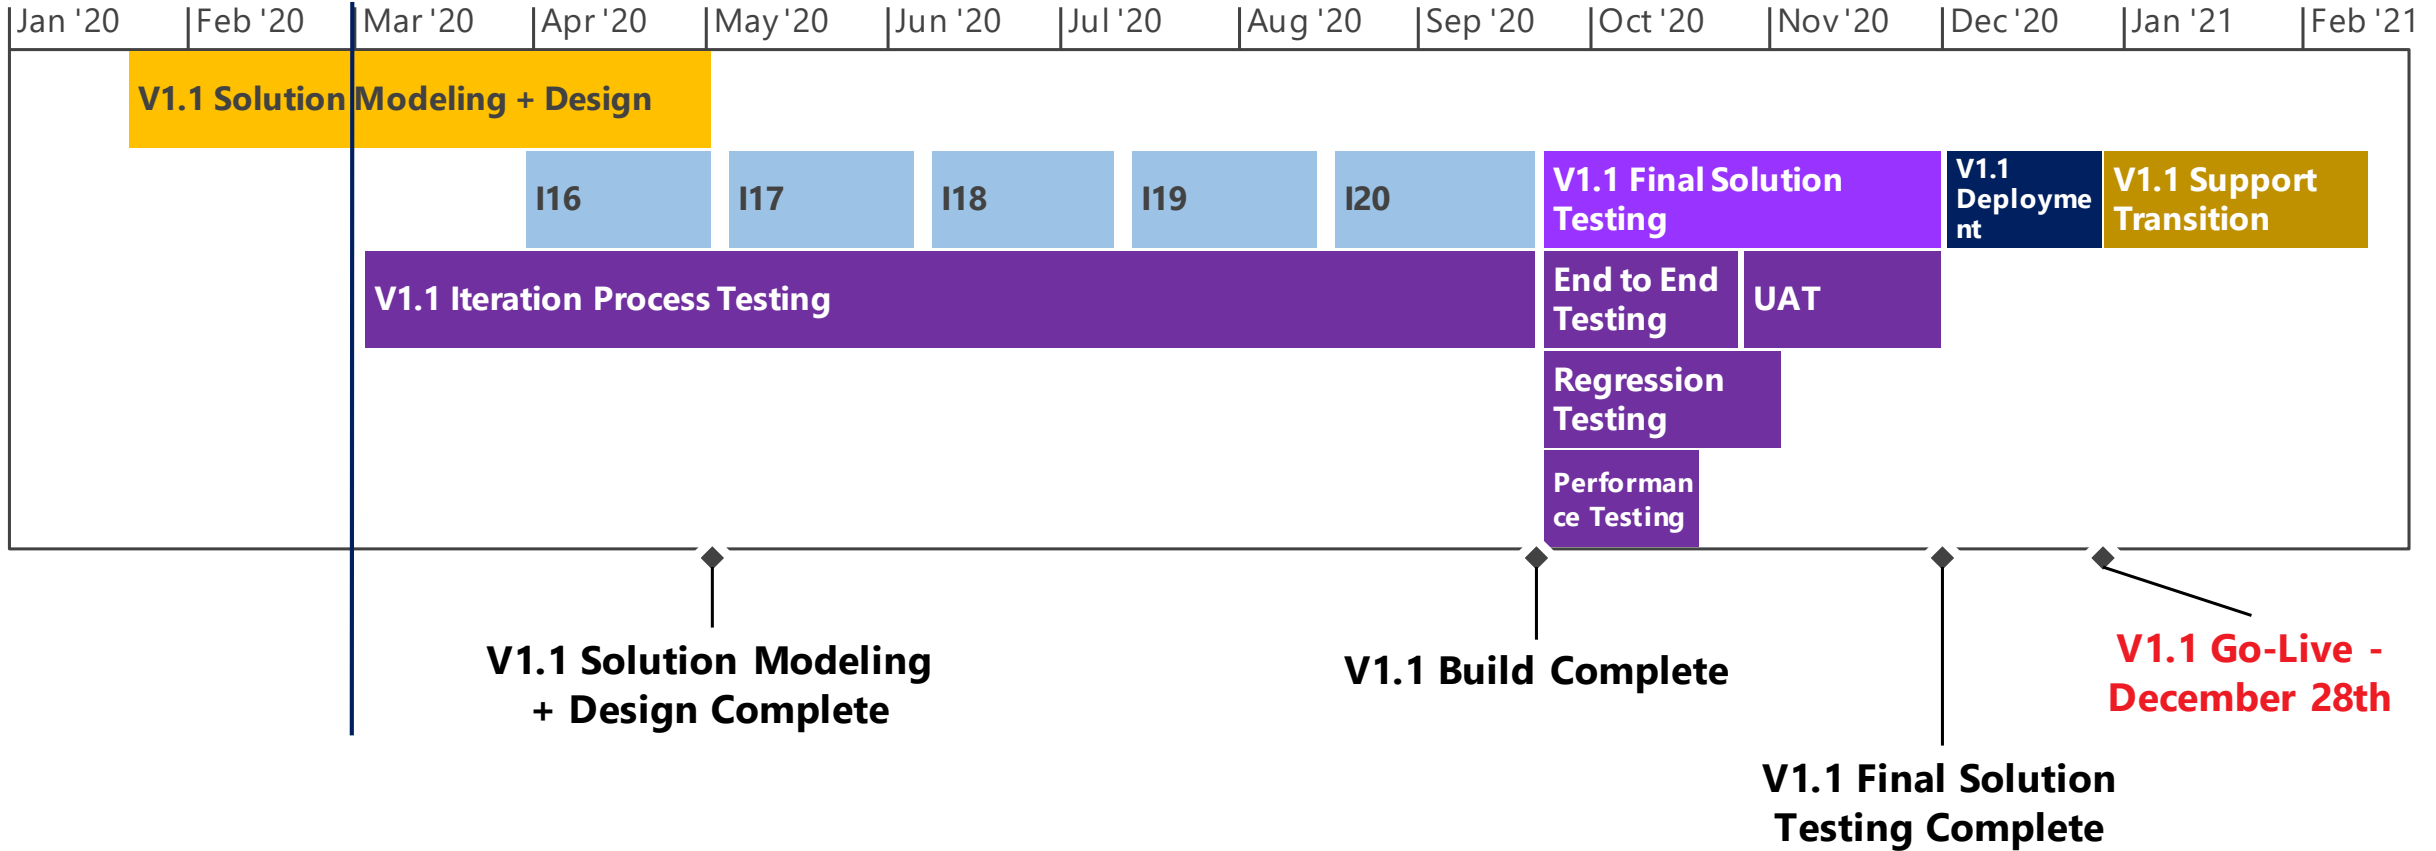 Jan '20 Feb '20 Mar '20 Apr '20 May '20 Jun '20 Jul '20 Aug '20 Sep '20 Oct '20 Nov '20 Dec '20 Jan '21 Feb '21
V1.1 Solution Modeling + Design
I16
I17
I18
I19
I20
V1.1 Final Solution
Testing
V1.1
Deployme
nt
V1.1 Support
Transition
V1.1 Iteration Process Testing
End to End
Testing
UAT
Regression
Testing
Performan
ce Testing
V1.1 Solution Modeling
+ Design Complete
V1.1 Build Complete
V1.1 Go-Live -
December 28th
V1.1 Final Solution
Testing Complete